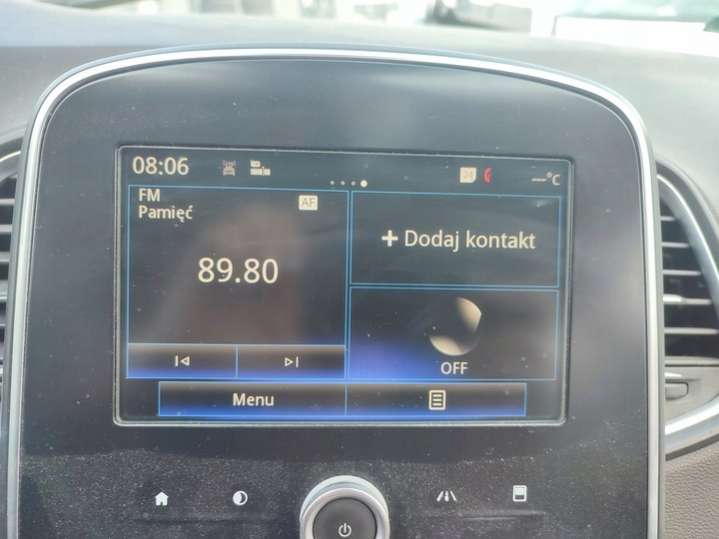 08:06
---°C
FM
AF
Pamięć
+ Dodaj kontakt
89.80
OFF
Menu